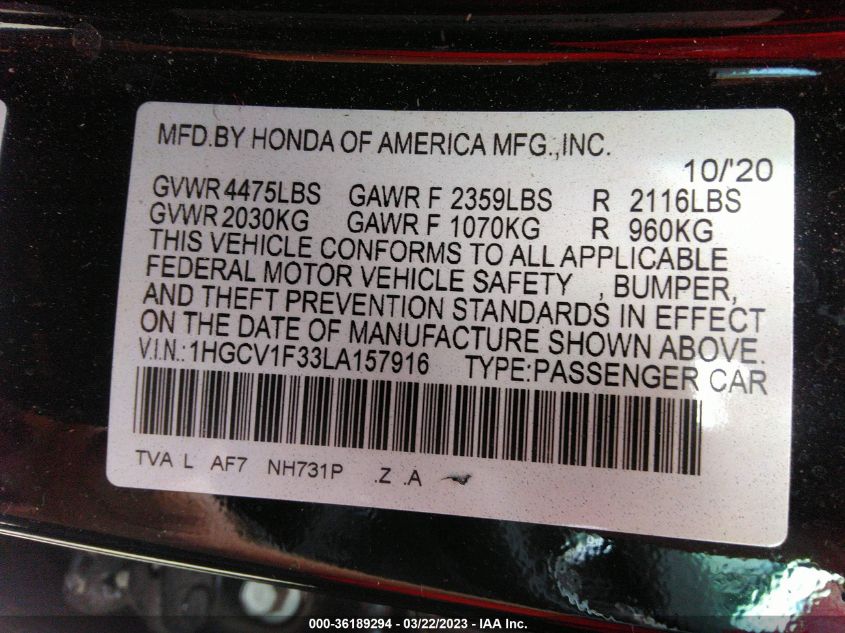 MFD.BY HONDA OF AMERICA MFG.,INC.
10/'20
GVWR 4475LBS GAWR F 2359LBS R 2116LBS
GVWR 2030KG GAWR F 1070KG R 960KG
THIS VEHICLE CONFORMS TO ALL APPLICABLE
FEDERAL MOTOR VEHICLE SAFETY , BUMPER,
AND THEFT PREVENTION STANDARDS IN EFFECT
ON THE DATE OF MANUFACTURE SHOWN ABOVE.
V.I.N.:1HGCV1F33LA157916 TYPE:PASSENGER CAR
TVA L AF7 NH731P .Z .A
000-36189294 - 03/22/2023 - IAA Inc.